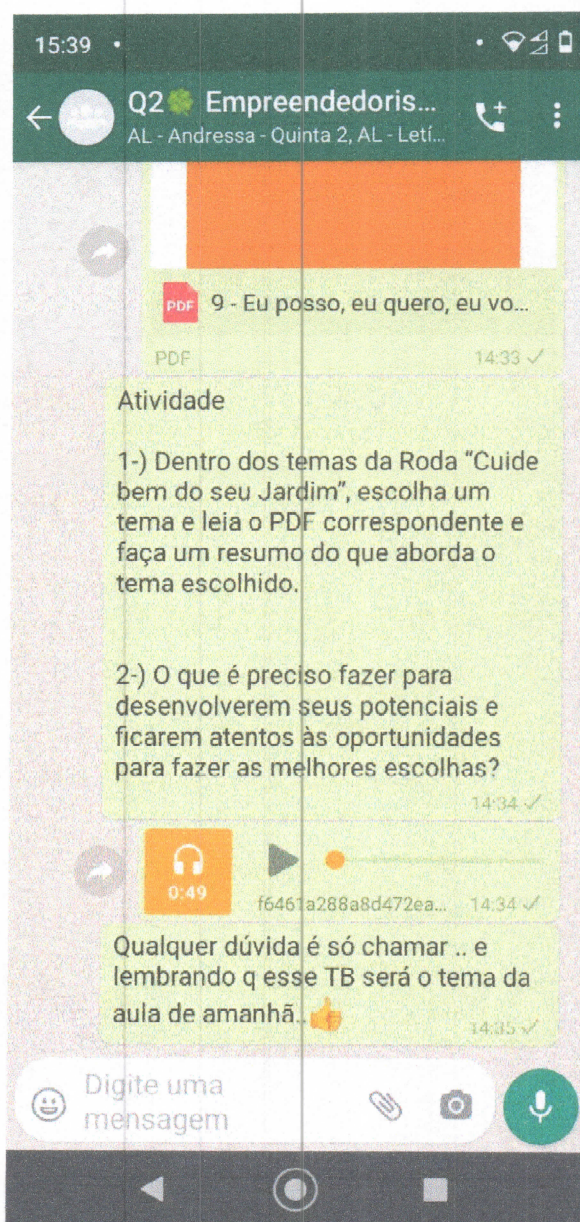 15:39
Q2🍀 Empreendedoris...
AL - Andressa - Quinta 2, AL - Letí...
PDF 9 - Eu posso, eu quero, eu vo...
PDF 14:33
Atividade
1-) Dentro dos temas da Roda “Cuide
bem do seu Jardim”, escolha um
tema e leia o PDF correspondente e
faça um resumo do que aborda o
tema escolhido.
2-) O que é preciso fazer para
desenvolverem seus potenciais e
ficarem atentos às oportunidades
para fazer as melhores escolhas?
14:34
0:49
f6461a288a8d472ea... 14:34
Qualquer dúvida é só chamar .. e
lembrando q esse TB será o tema da
aula de amanhã..👍
14:35
Digite uma
mensagem